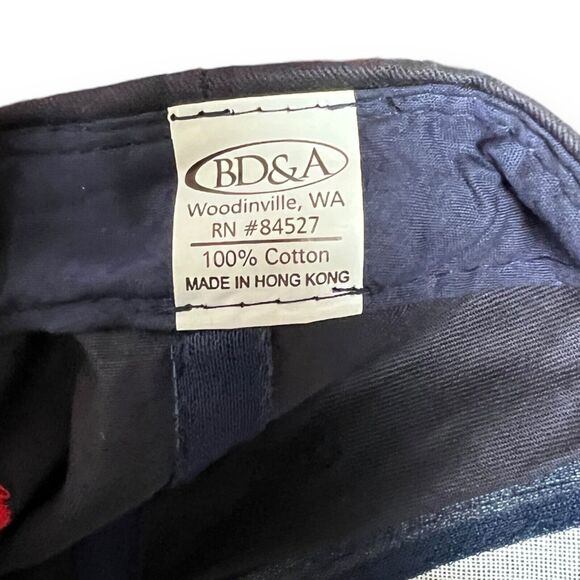 BD&A
Woodinville, WA
RN #84527
100% Cotton
MADE IN HONG KONG